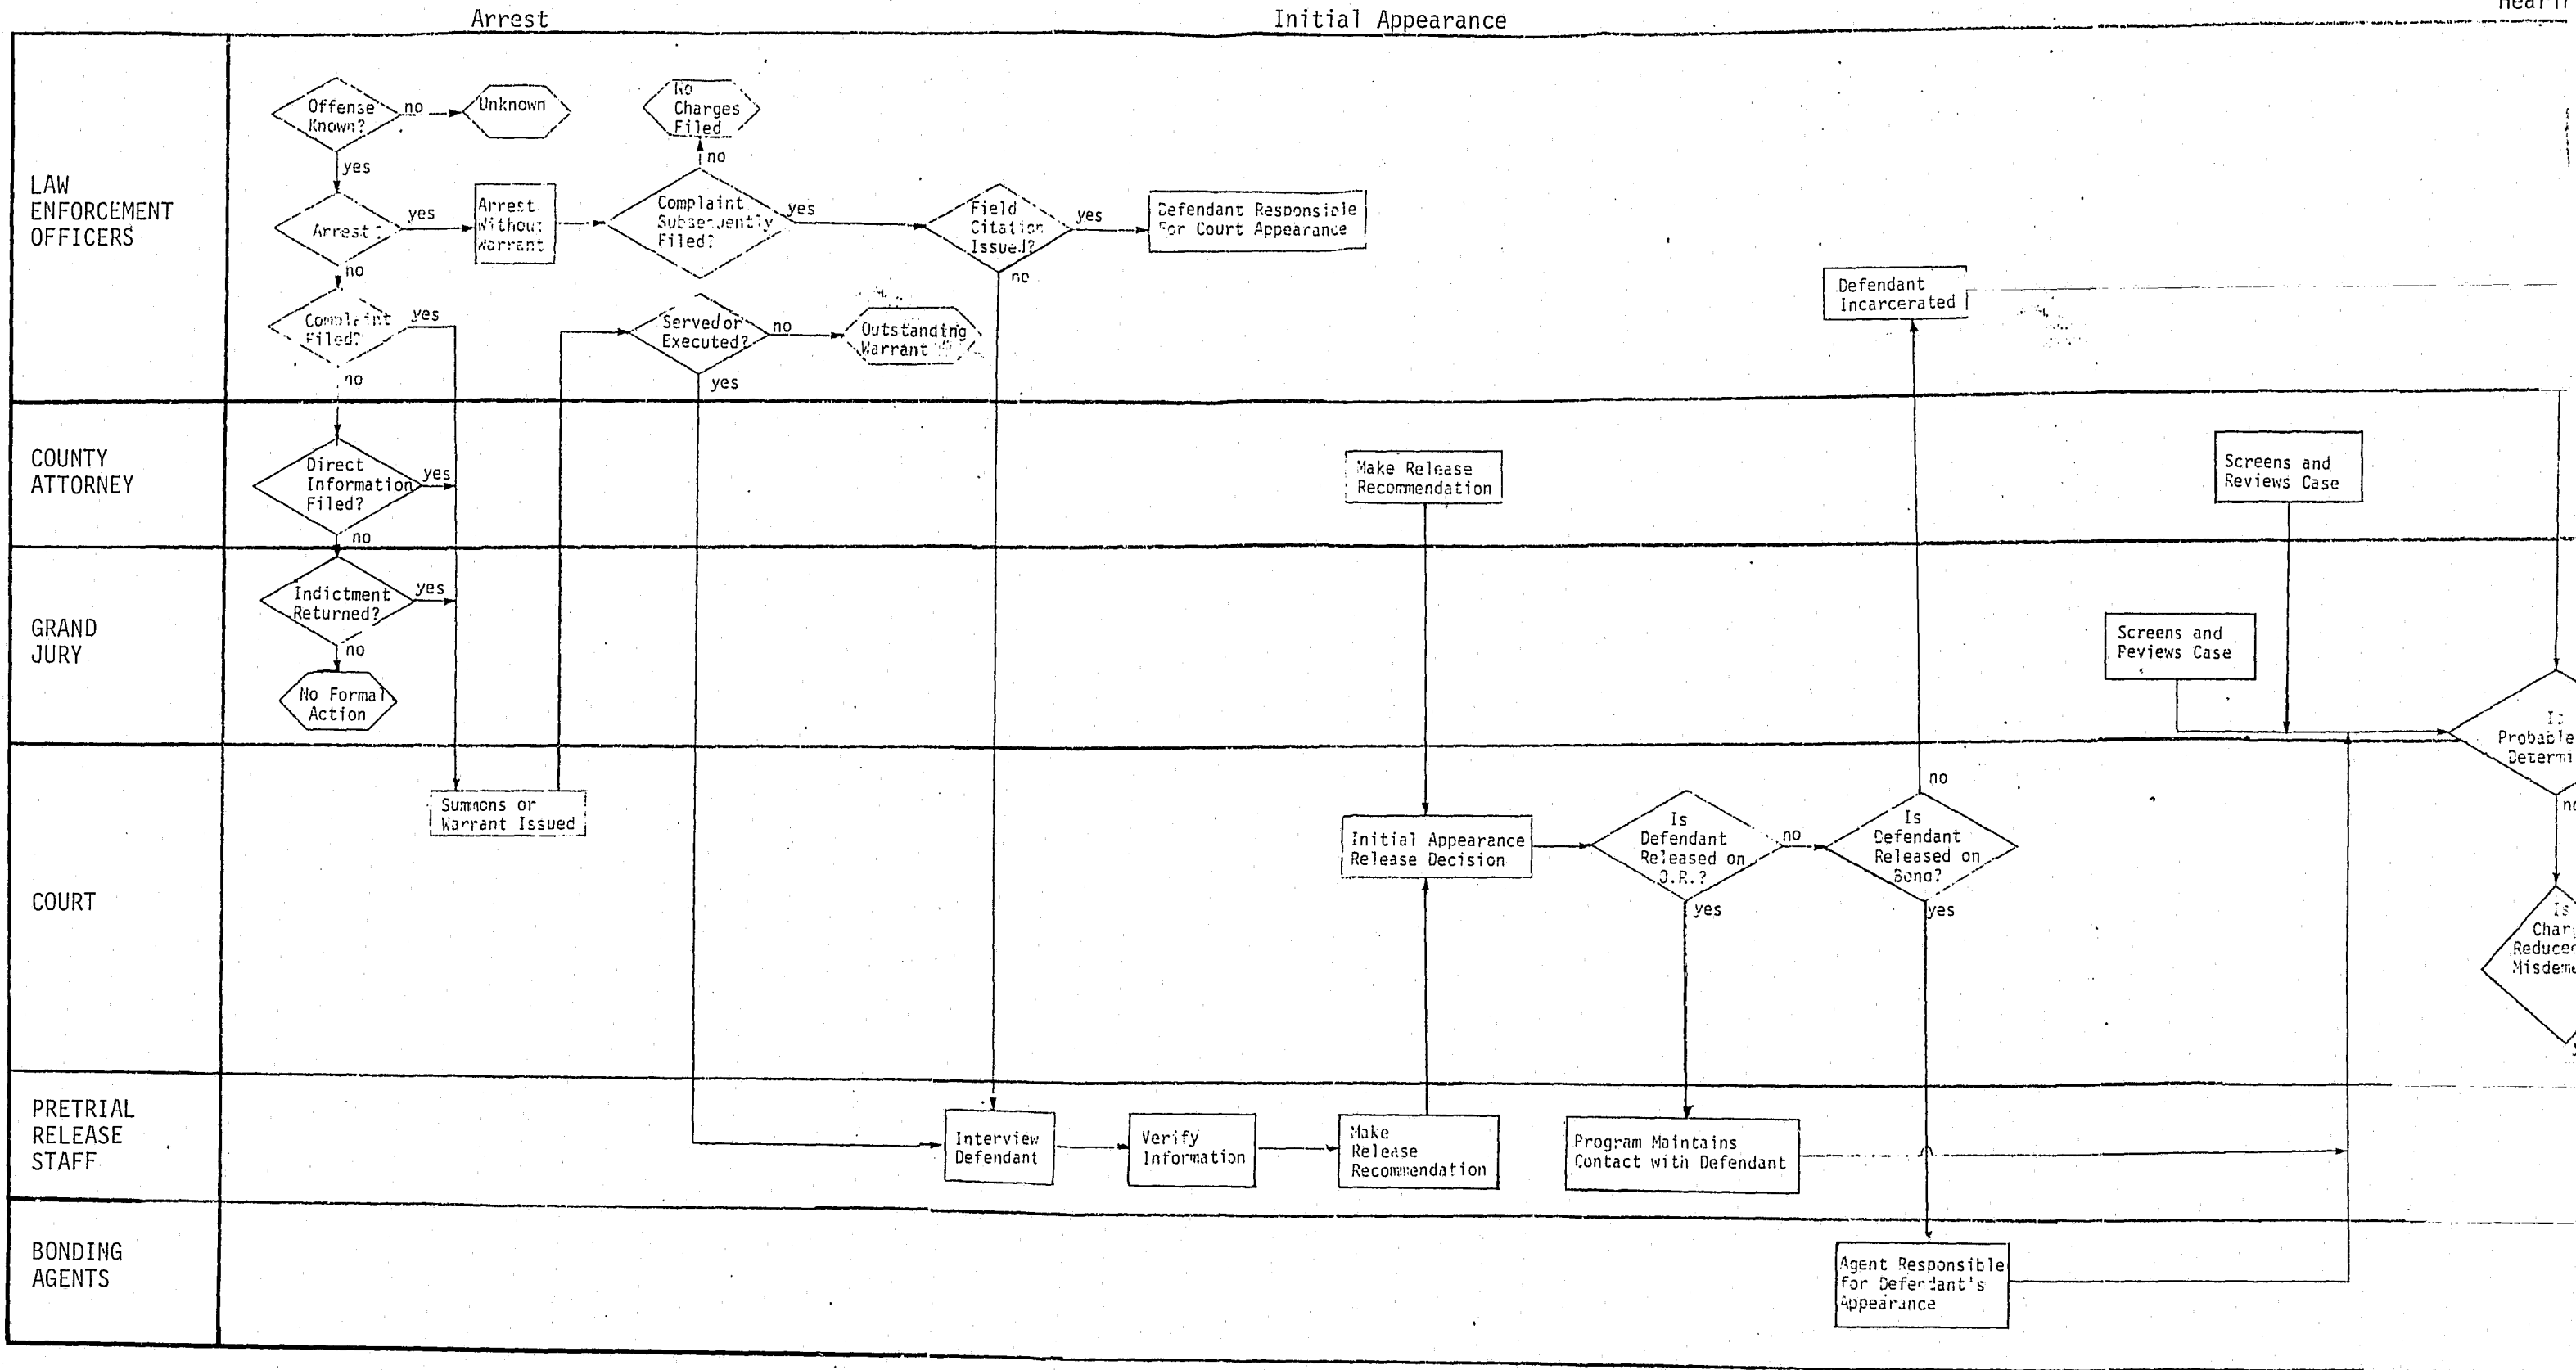 Arrest
Initial Appearance
LAW
ENFORCEMENT
OFFICERS
Offense
Known?
no
Unknown
yes
Arrest?
yes
Arrest
Without
Warrant
no
Complaint
Filed?
yes
no
No
Charges
Filed
no
Complaint
Subsequently
Filed?
yes
Field
Citation
Issued?
yes
Defendant Responsible
For Court Appearance
no
Served or
Executed?
no
Outstanding
Warrant
yes
Defendant
Incarcerated
COUNTY
ATTORNEY
Direct
Information
Filed?
yes
no
Make Release
Recommendation
Screens and
Reviews Case
GRAND
JURY
Indictment
Returned?
yes
no
No Formal
Action
Screens and
Reviews Case
COURT
Summons or
Warrant Issued
Initial Appearance
Release Decision
Is
Defendant
Released on
O.R.?
no
yes
Is
Defendant
Released on
Bond?
no
yes
Probable
Is
PRETRIAL
RELEASE
STAFF
Interview
Defendant
Verify
Information
Make
Release
Recommendation
Program Maintains
Contact with Defendant
BONDING
AGENTS
Agent Responsible
for Defendant's
Appearance